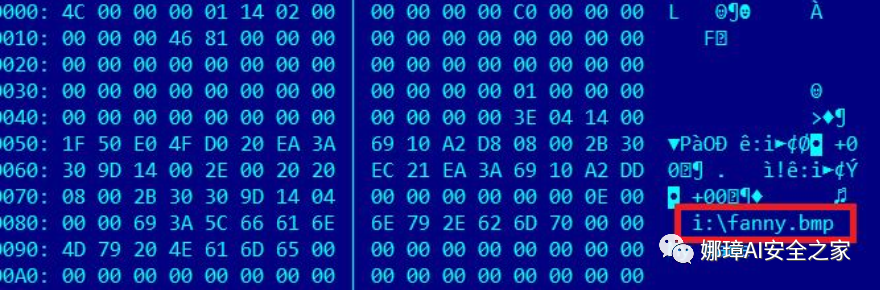 0000: 4C 00 00 00 01 14 02 00 00 00 00 00 C0 00 00 00 L À
0010: 00 00 00 46 81 00 00 00 00 00 00 00 00 00 00 00 F
0020: 00 00 00 00 00 00 00 00 00 00 00 00 00 00 00 00
0030: 00 00 00 00 00 00 00 00 00 00 00 00 01 00 00 00
0040: 00 00 00 00 00 00 00 00 00 00 00 00 3E 04 14 00 >♦¶
0050: 1F 50 E0 4F D0 20 EA 3A 69 10 A2 D8 08 00 2B 30 ▼PàOÐ ê:i►¢Ø◘ +0
0060: 30 9D 14 00 2E 00 20 20 EC 21 EA 3A 69 10 A2 DD 0¶ . ì!ê:i►¢Ý
0070: 08 00 2B 30 30 9D 14 04 00 00 00 00 00 00 0E 00 ◘ +00¶♦ ♫
0080: 00 00 69 3A 5C 66 61 6E 6E 79 2E 62 6D 70 00 00 i:\fanny.bmp
0090: 4D 79 20 4E 61 6D 65 00 00 00 00 00 00 00 00 00
00A0: 00 00 00 00 00 00 00 00 00 00 00 00 00 00 00 00
娜璋AI安全之家